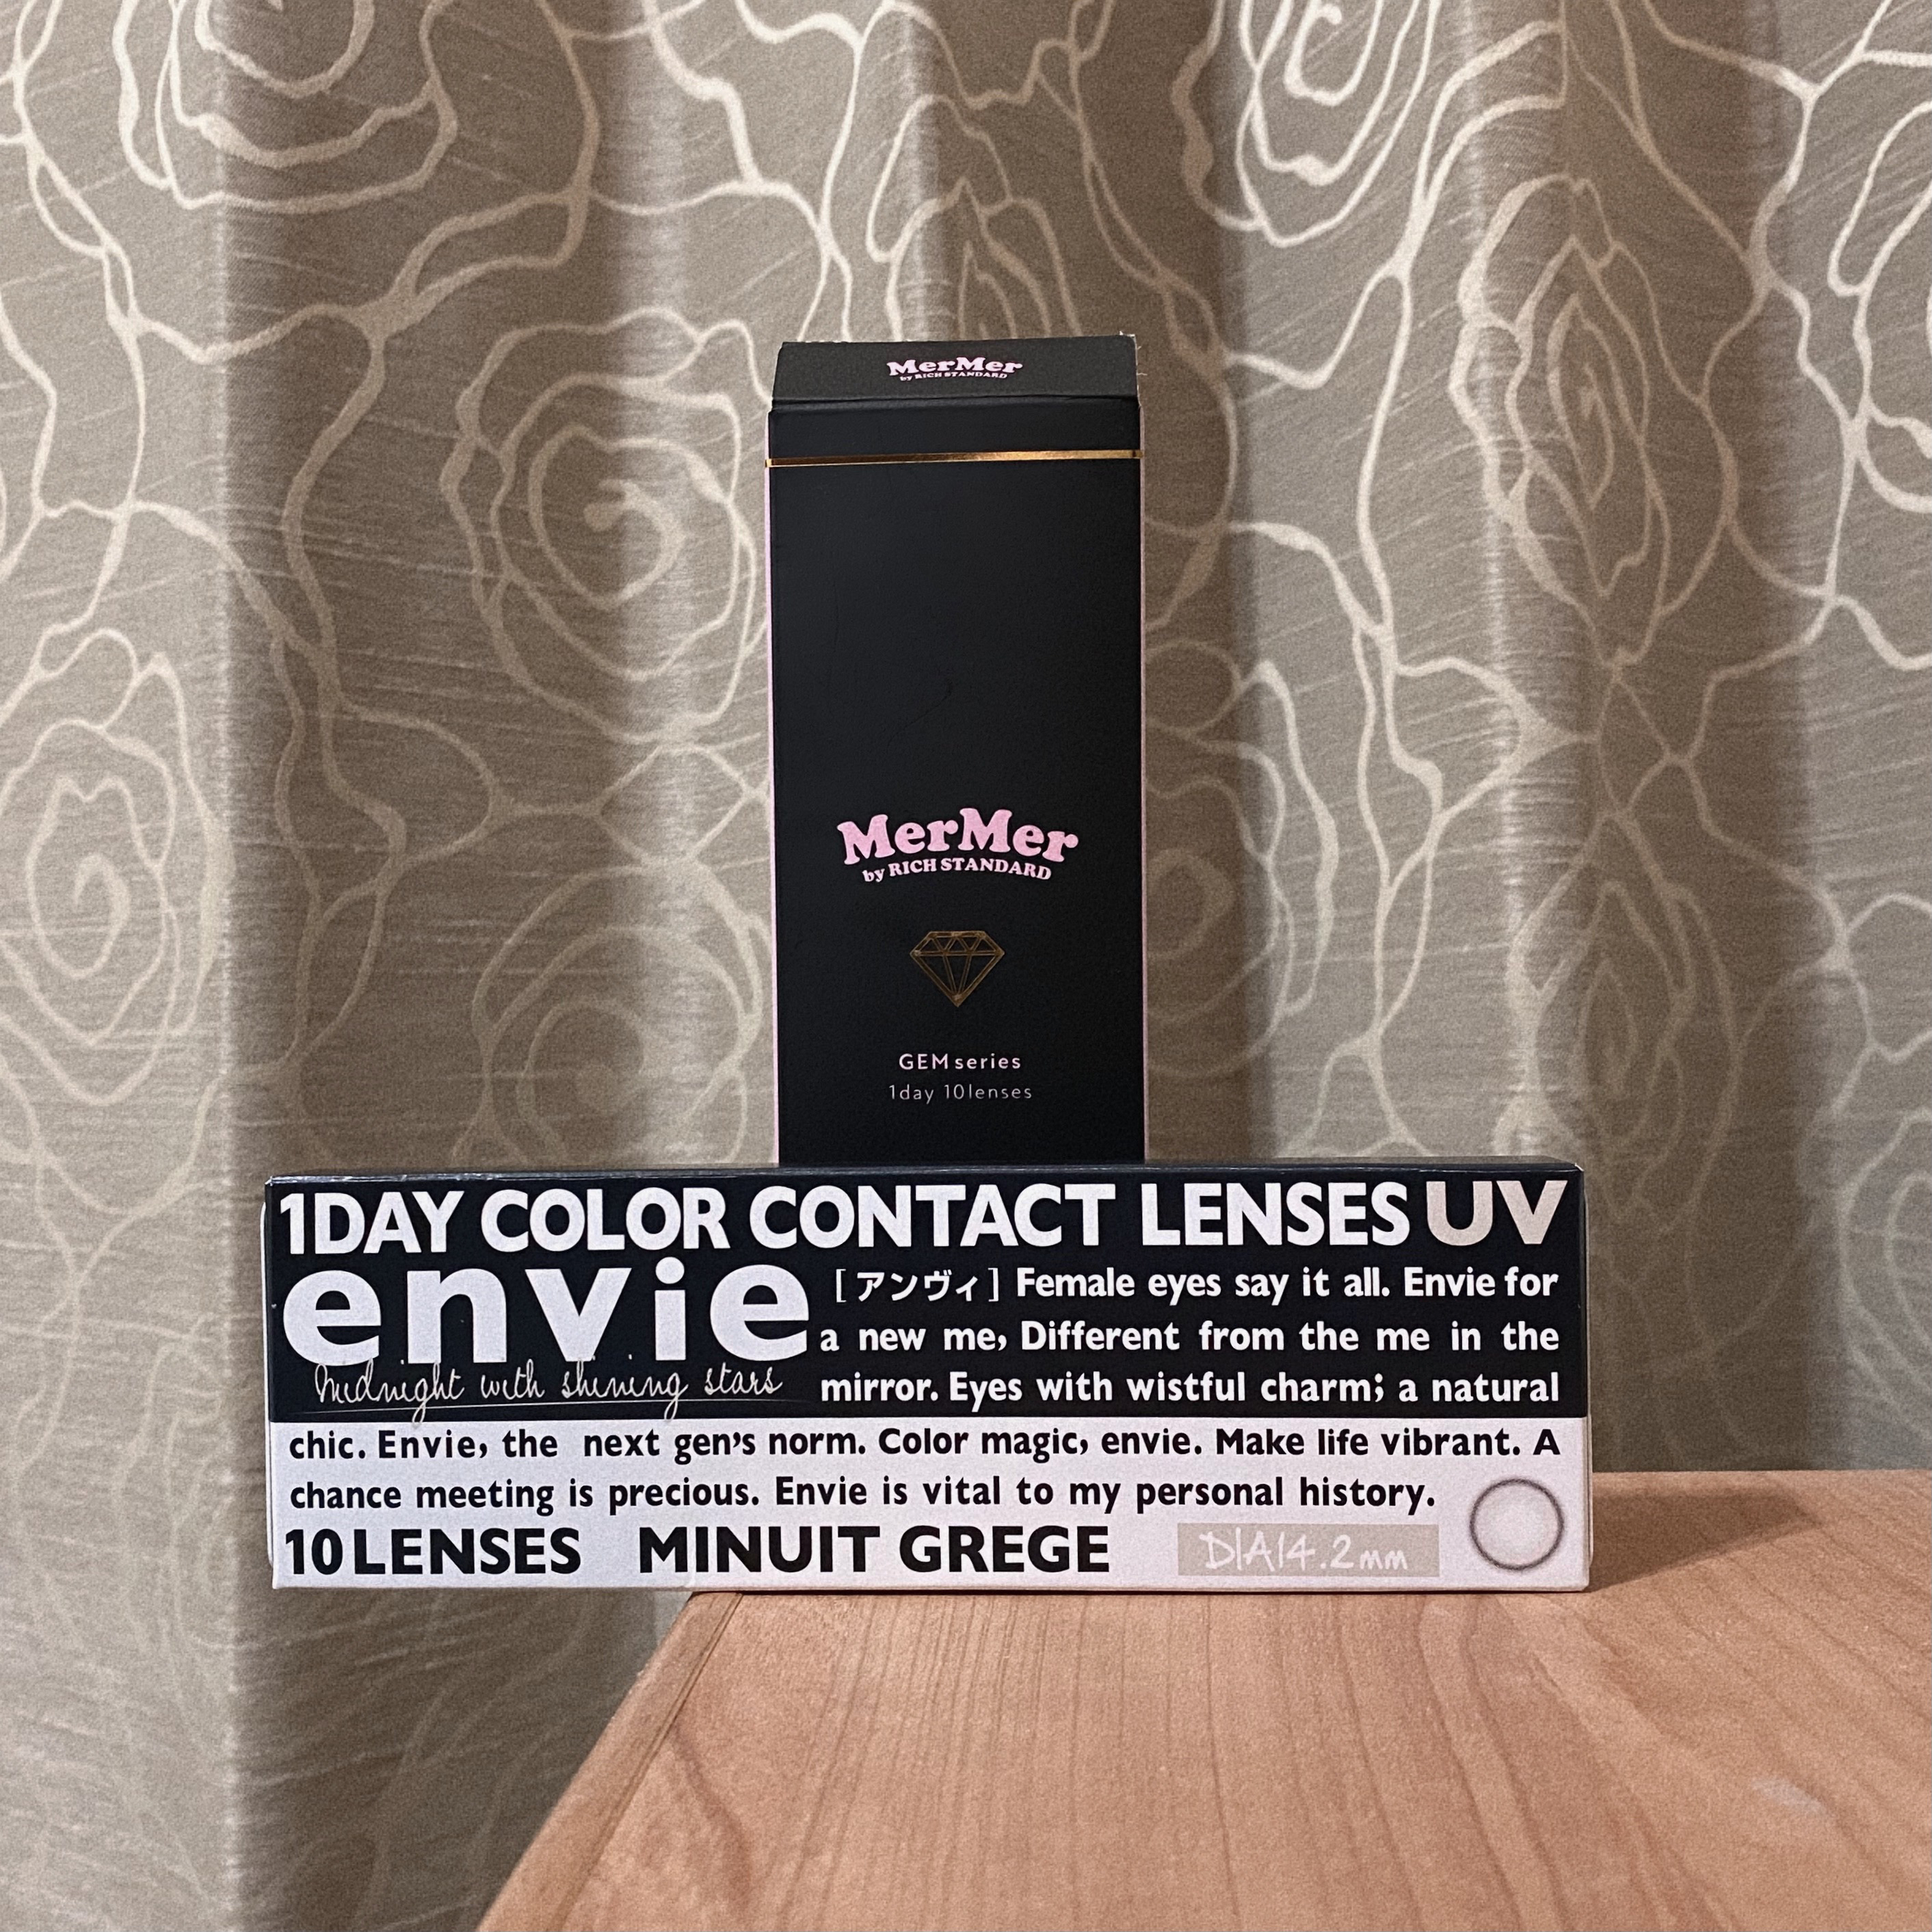 MerMer
by RICH STANDARD
MerMer
by RICH STANDARD
GEM series
1day 10lenses
1DAY COLOR CONTACT LENSES UV
envie
[アンヴィ] Female eyes say it all. Envie for
a new me, Different from the me in the
Midnight with shining stars
mirror. Eyes with wistful charm; a natural
chic. Envie, the next gen's norm. Color magic, envie. Make life vibrant. A
chance meeting is precious. Envie is vital to my personal history.
10 LENSES MINUIT GREGE DIA14.2mm